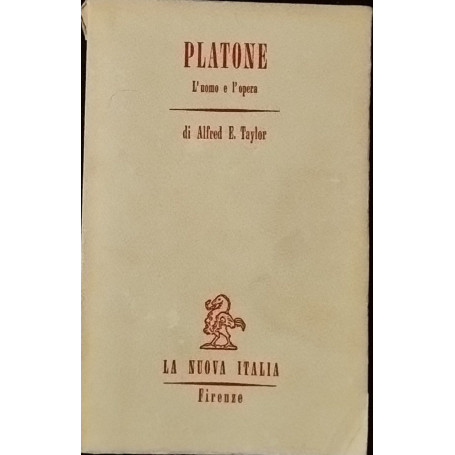 PLATONE
L'uomo e l'opera
di Alfred E. Taylor
LA NUOVA ITALIA
Firenze